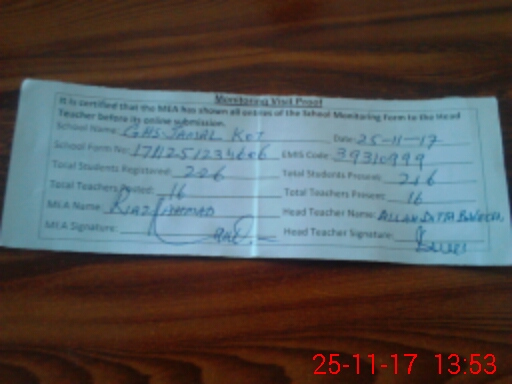 Monitoring Visit Proof
It is certified that the MEA has shown all entries of the School Monitoring Form to the Head
Teacher before its online submission.
School Name: GHS-JAMAL KOT Date: 25-11-17
School Form No: EMIS Code: 39310999
Total Students Registered: 226 Total Students Present: 216
Total Teachers Posted: 16 Total Teachers Present: 16
MEA Name: RIAZ AHMAD Head Teacher Name: ALLAH DITTA
MEA Signature: Head Teacher Signature:
25-11-17 13:53